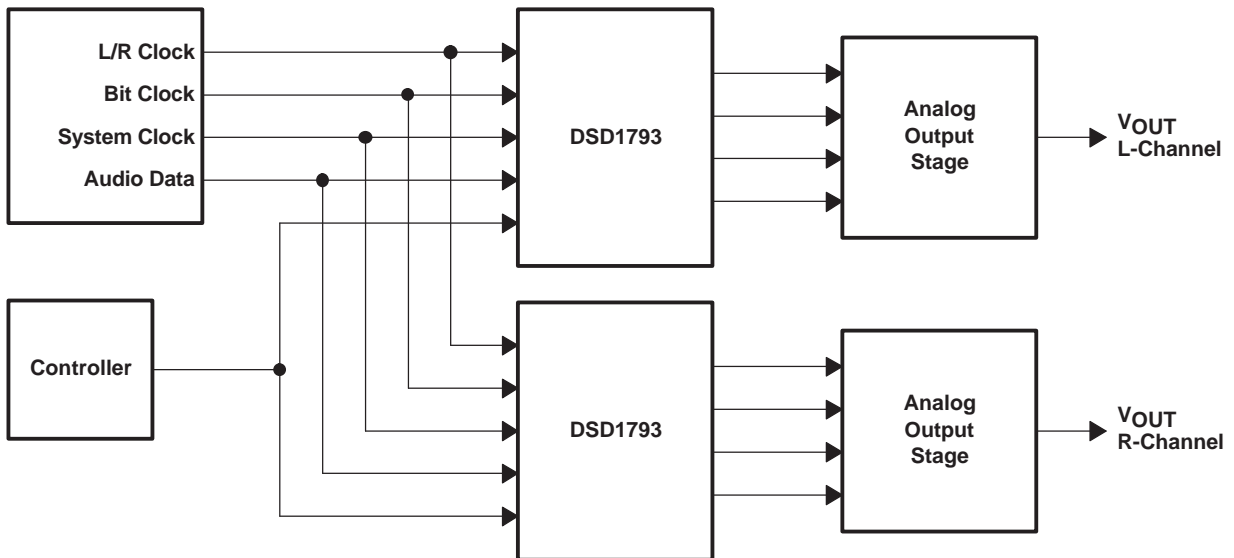 L/R Clock
Bit Clock
System Clock
Audio Data
DSD1793
Analog
Output
Stage
VOUT
L-Channel
Controller
DSD1793
Analog
Output
Stage
VOUT
R-Channel